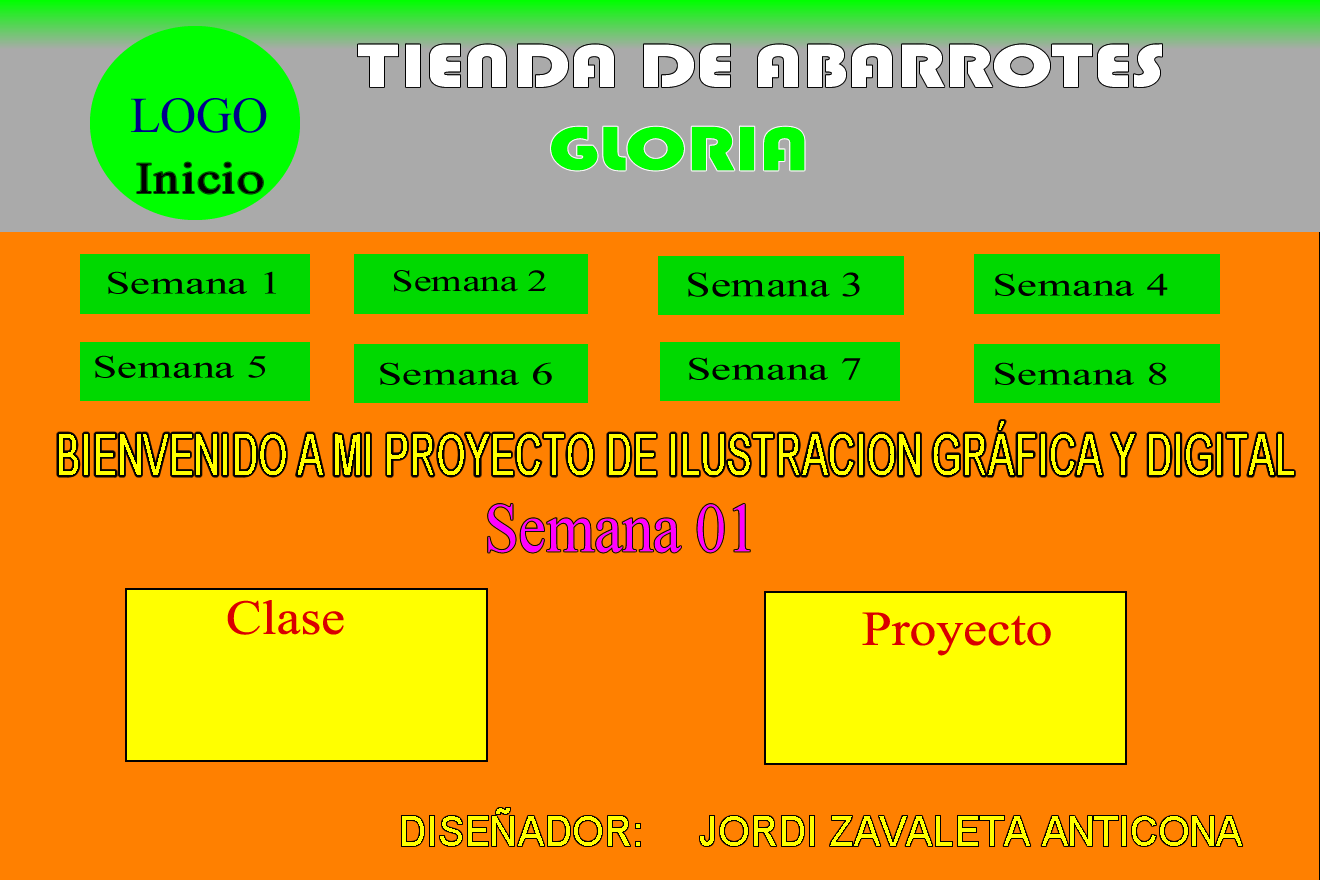 TIENDA DE ABARROTES
GLORIA
LOGO
Inicio
Semana 1
Semana 2
Semana 3
Semana 4
Semana 5
Semana 6
Semana 7
Semana 8
BIENVENIDO A MI PROYECTO DE ILUSTRACION GRÁFICA Y DIGITAL
Semana 01
Clase
Proyecto
DISEÑADOR: JORDI ZAVALETA ANTICONA